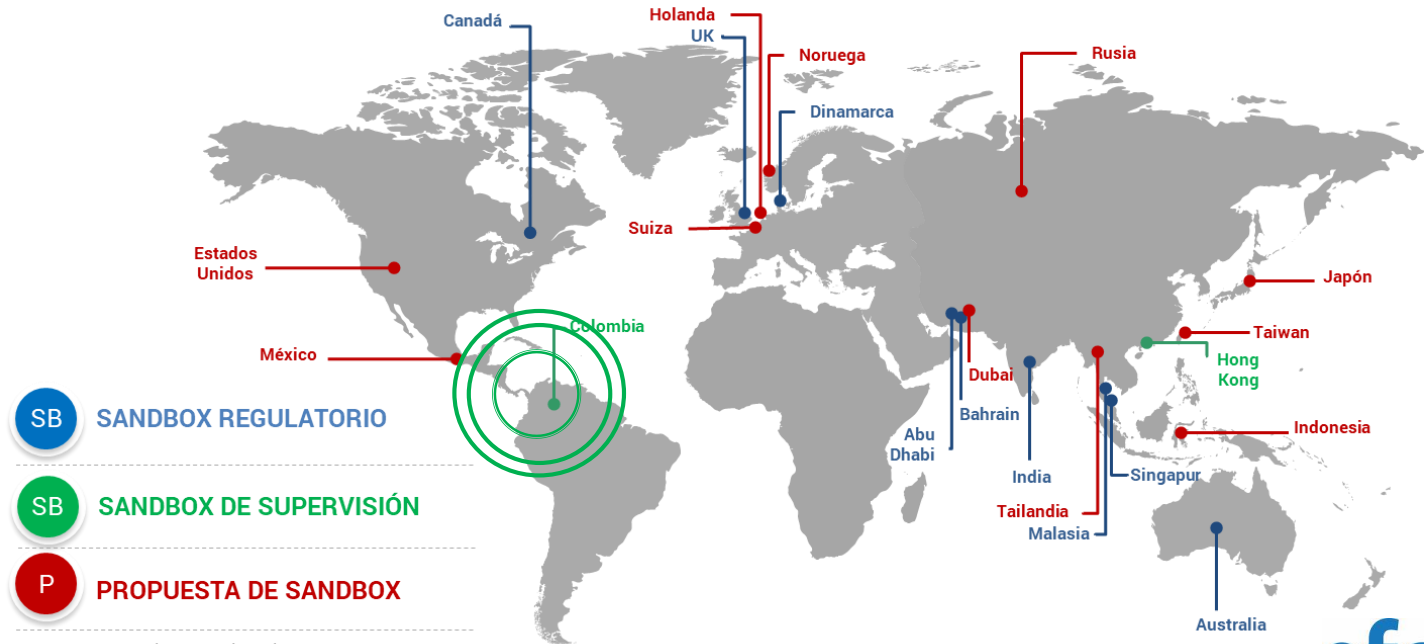 Canadá
Holanda
UK
Noruega
Rusia
Dinamarca
Suiza
Estados
Unidos
Japón
Colombia
México
Taiwan
Hong
Kong
Dubai
Bahrain
Abu
Dhabi
India
Singapur
Indonesia
Tailandia
Malasia
Australia
SB SANDBOX REGULATORIO
SB SANDBOX DE SUPERVISIÓN
P PROPUESTA DE SANDBOX